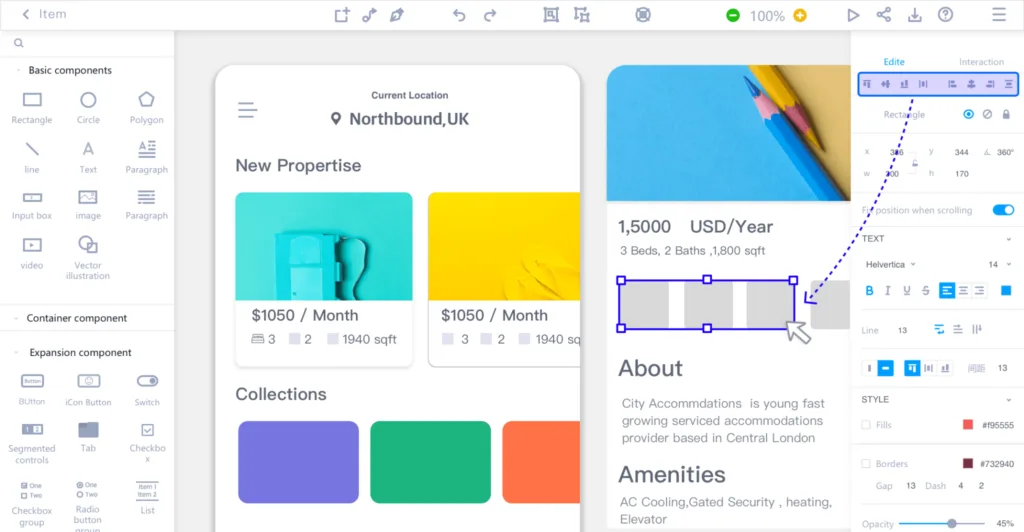 Item
100%
Basic components
Rectangle
Circle
Polygon
line
Text
Paragraph
Input box
image
Paragraph
video
Vector
illustration
Container component
Expansion component
Button
BUtton
iCon Button
Switch
Segmented
controls
1 2
Tab
Checkbo
x
One
Two
Checkbox
group
One
Two
Radio
button
group
Item 1
Item 2
List
Current Location
Northbound,UK
New Propertise
$1050 / Month
3 2 1940 sqft
$1050 / Month
3 2 1940 sq
Collections
1,5000 USD/Year
3 Beds, 2 Baths ,1,800 sqft
About
City Accommdations is young fast
growing serviced accommodations
provider based in Central London
Amenities
AC Cooling,Gated Security , heating,
Elevator
Edite
Interaction
Rectangle
x y 344 360°
w h 170
position when scrolling
TEXT
Helvertica 14
B I U S
Line 13
间距 13
STYLE
Fills #f95555
Borders #732940
Gap 13 Dash 4 2
Opacity 45%